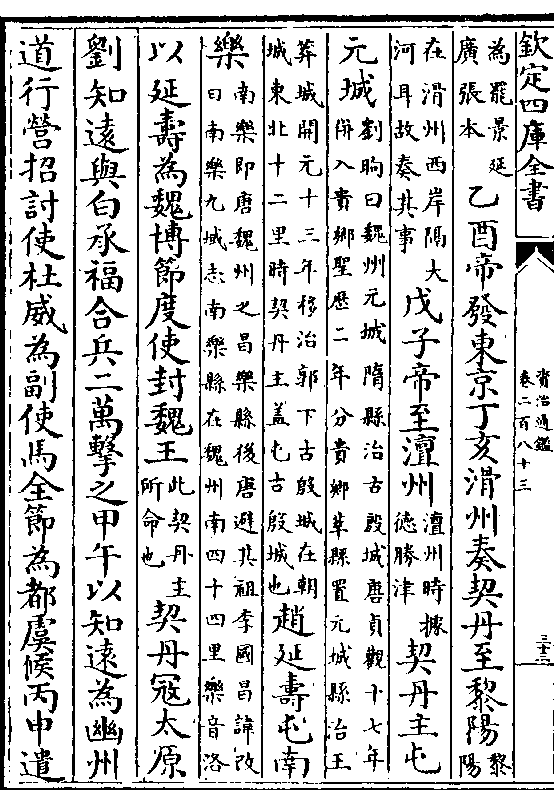 欽定四庫全書
資治通鑑
卷二百八十三
為罷景延廣張本乙酉帝發東京丁亥滑州奏契丹至黎陽黎陽
在滑州西岸隔大河耳故奏其事戊子帝至澶州澶州時據德勝津契丹主屯
元城劉昫曰魏州元城隋縣治古殷城唐貞觀十七年併入貴鄉聖歷二年分貴鄉莘縣置元城縣治王
莽城開元十三年移治郭下古殷城在朝城東北十二里時契丹主蓋屯古殷城也趙延壽屯南
樂南樂即唐魏州之昌樂縣後唐避其祖李國昌諱改曰南樂九域志南樂縣在魏州南四十四里樂音洛
以延壽為魏博節度使封魏王此契丹主所命也契丹寇太原
劉知遠與白承福合兵二萬擊之甲午以知遠為幽州
道行營招討使杜威為副使馬全節為都虞候丙申遣